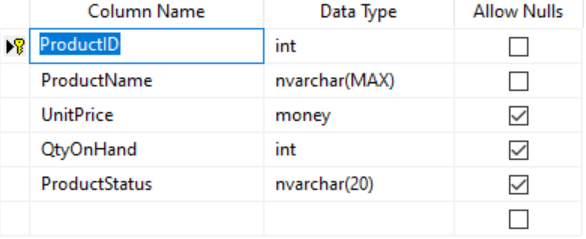 Column Name Data Type Allow Nulls
ProductID int
ProductName nvarchar(MAX)
UnitPrice money
QtyOnHand int
ProductStatus nvarchar(20)